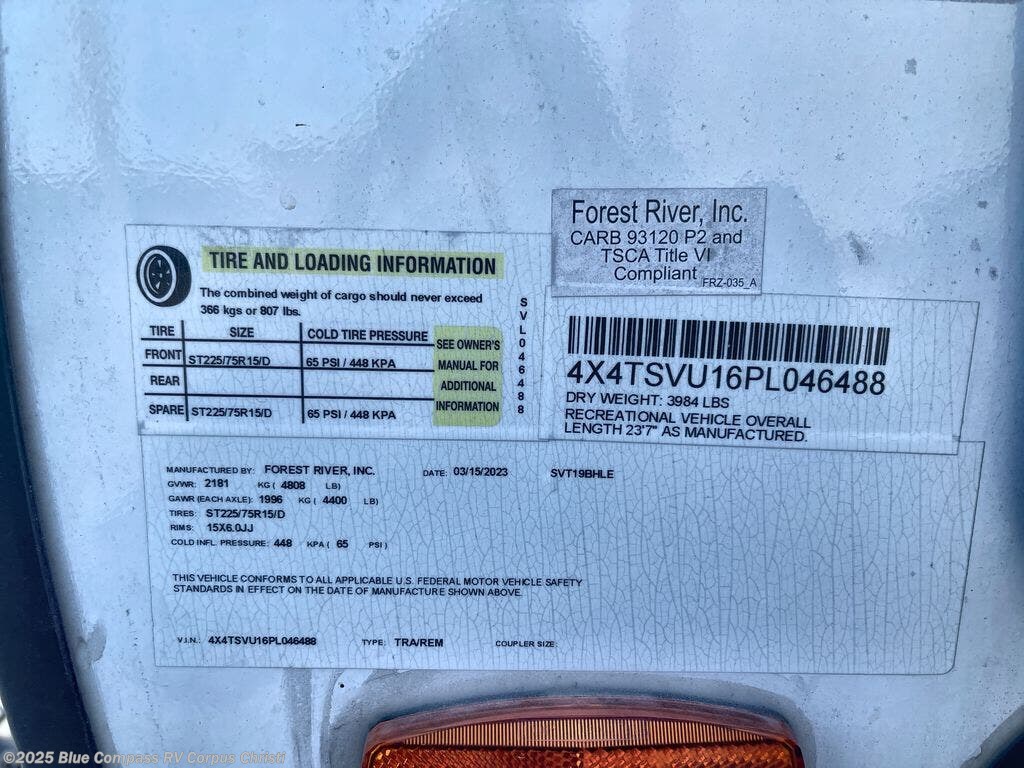 Forest River, Inc.
CARB 93120 P2 and
TSCA Title VI
Compliant
FRZ-035_A
TIRE AND LOADING INFORMATION
The combined weight of cargo should never exceed
366 kgs or 807 lbs.
TIRE SIZE COLD TIRE PRESSURE
FRONT ST225/75R15/D 65 PSI / 448 KPA
REAR
SPARE ST225/75R15/D 65 PSI / 448 KPA
SEE OWNER'S
MANUAL FOR
ADDITIONAL
INFORMATION
SVL046488
4X4TSVU16PL046488
DRY WEIGHT: 3984 LBS
RECREATIONAL VEHICLE OVERALL
LENGTH 23'7" AS MANUFACTURED.
MANUFACTURED BY: FOREST RIVER, INC. DATE: 03/15/2023 SVT19BHLE
GVWR: 2181 KG ( 4808 LB)
GAWR (EACH AXLE): 1996 KG ( 4400 LB)
TIRES: ST225/75R15/D
RIMS: 15X6.0JJ
COLD INFL. PRESSURE: 448 KPA ( 65 PSI )
THIS VEHICLE CONFORMS TO ALL APPLICABLE U.S. FEDERAL MOTOR VEHICLE SAFETY
STANDARDS IN EFFECT ON THE DATE OF MANUFACTURE SHOWN ABOVE.
V.I.N.: 4X4TSVU16PL046488 TYPE: TRA/REM COUPLER SIZE:
©2025 Blue Compass RV Corpus Christi